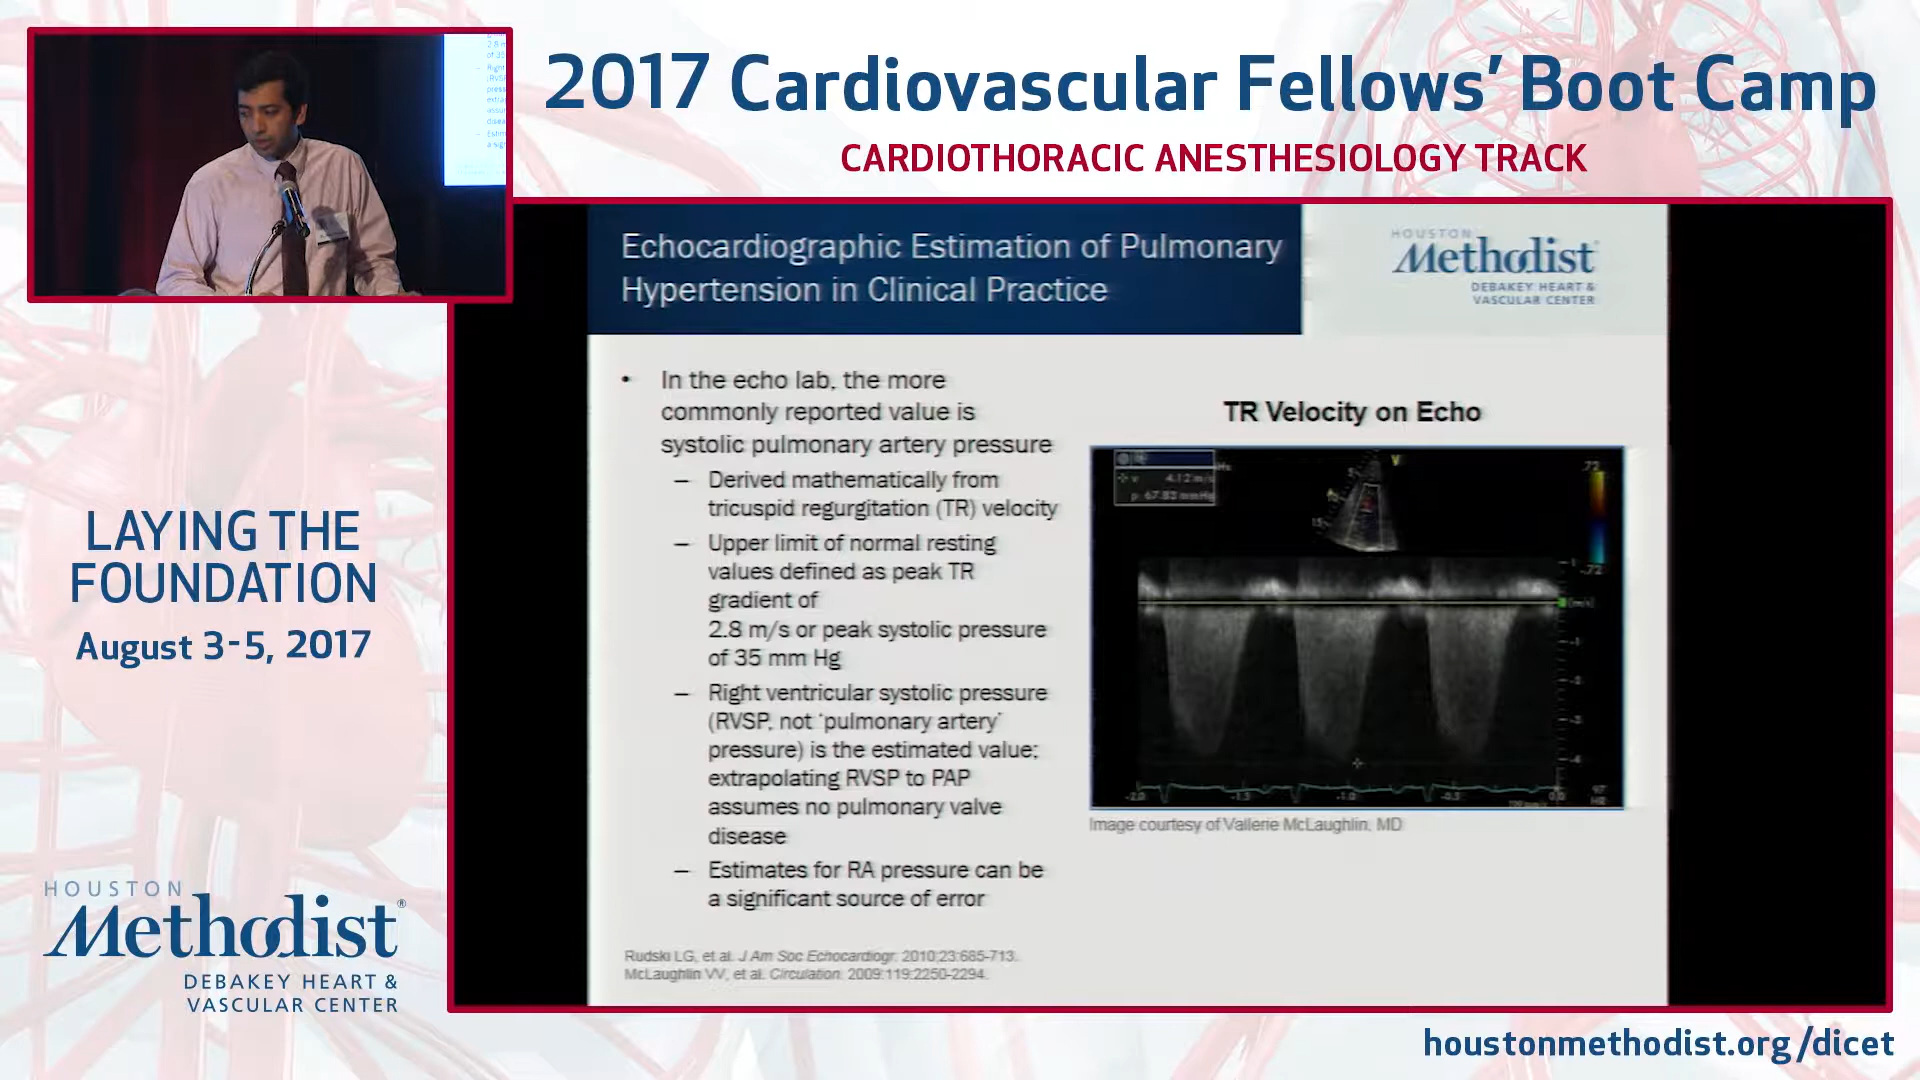 2017 Cardiovascular Fellows’ Boot Camp
CARDIOTHORACIC ANESTHESIOLOGY TRACK
Echocardiographic Estimation of Pulmonary
Hypertension in Clinical Practice
HOUSTON
Methodist
DEBAKEY HEART &
VASCULAR CENTER
• In the echo lab, the more
commonly reported value is
systolic pulmonary artery pressure
– Derived mathematically from
tricuspid regurgitation (TR) velocity
– Upper limit of normal resting
values defined as peak TR
gradient of
2.8 m/s or peak systolic pressure
of 35 mm Hg
– Right ventricular systolic pressure
(RVSP, not ‘pulmonary artery’
pressure) is the estimated value;
extrapolating RVSP to PAP
assumes no pulmonary valve
disease
– Estimates for RA pressure can be
a significant source of error
TR Velocity on Echo
v 4.12 m/s
p 67.83 mmHg
Image courtesy of Vallerie McLaughlin, MD
Rudski LG, et al. J Am Soc Echocardiogr. 2010;23:685-713.
McLaughlin VV, et al. Circulation. 2009;119:2250-2294.
LAYING THE
FOUNDATION
August 3-5, 2017
HOUSTON
Methodist®
DEBAKEY HEART &
VASCULAR CENTER
houstonmethodist.org/dicet